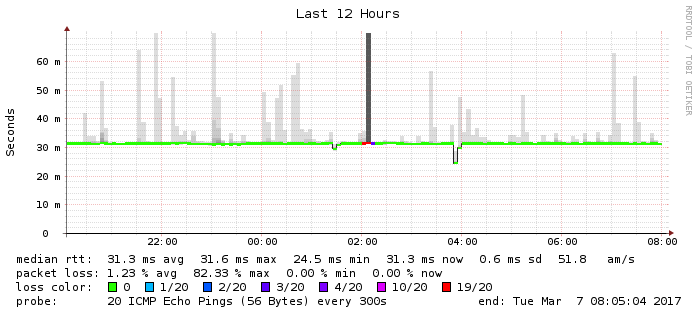 Last 12 Hours
RRDTOOL / TOBI OETIKER
Seconds
60 m
50 m
40 m
30 m
20 m
10 m
0
22:00 00:00 02:00 04:00 06:00 08:00
median rtt: 31.3 ms avg 31.6 ms max 24.5 ms min 31.3 ms now 0.6 ms sd 51.8 am/s
packet loss: 1.23 % avg 82.33 % max 0.00 % min 0.00 % now
loss color: 0 1/20 2/20 3/20 4/20 10/20 19/20
probe: 20 ICMP Echo Pings (56 Bytes) every 300s end: Tue Mar 7 08:05:04 2017